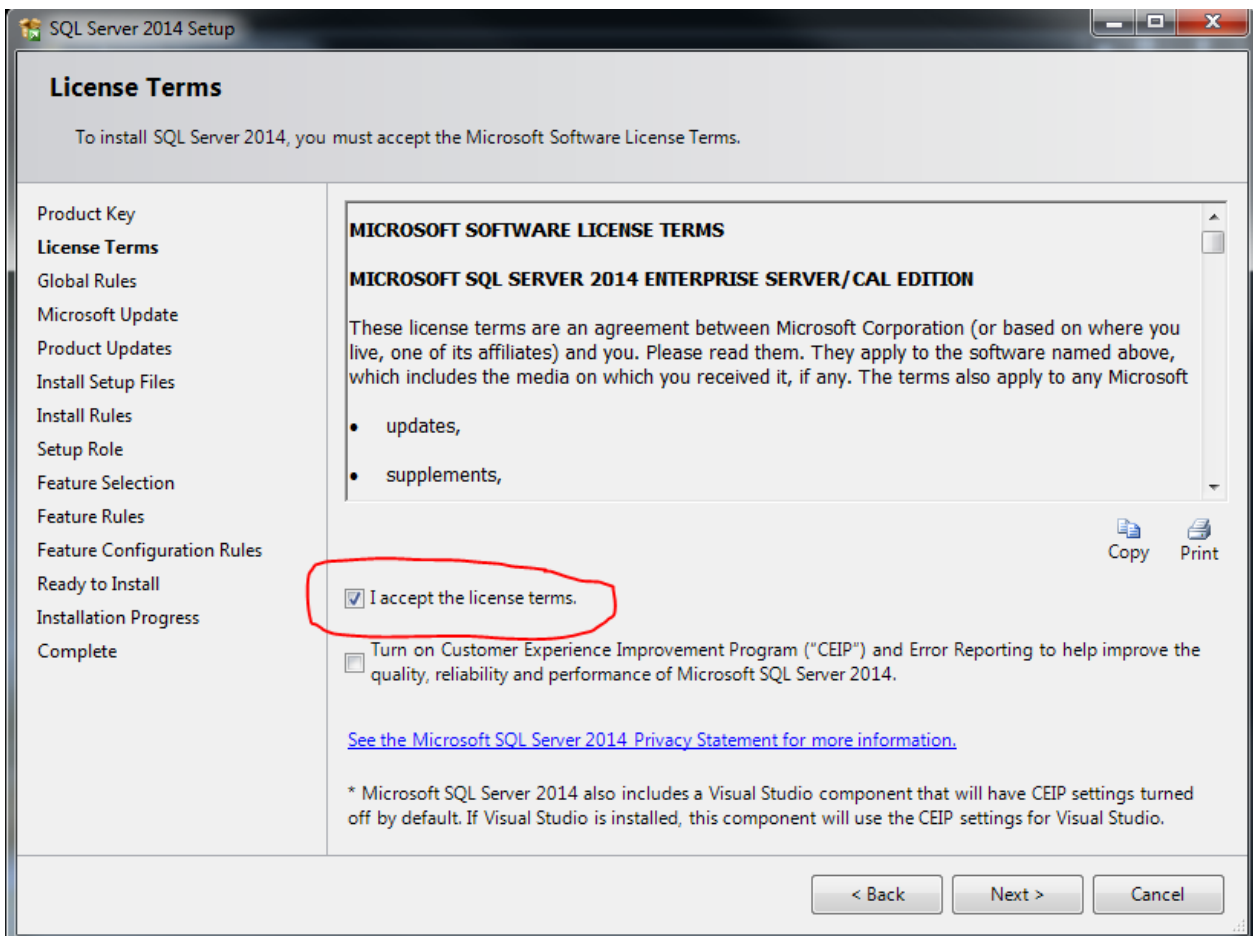 SQL Server 2014 Setup
License Terms
To install SQL Server 2014, you must accept the Microsoft Software License Terms.
Product Key
License Terms
Global Rules
Microsoft Update
Product Updates
Install Setup Files
Install Rules
Setup Role
Feature Selection
Feature Rules
Feature Configuration Rules
Ready to Install
Installation Progress
Complete
MICROSOFT SOFTWARE LICENSE TERMS
MICROSOFT SQL SERVER 2014 ENTERPRISE SERVER/CAL EDITION
These license terms are an agreement between Microsoft Corporation (or based on where you
live, one of its affiliates) and you. Please read them. They apply to the software named above,
which includes the media on which you received it, if any. The terms also apply to any Microsoft
• updates,
• supplements,
Copy
Print
I accept the license terms.
Turn on Customer Experience Improvement Program ("CEIP") and Error Reporting to help improve the
quality, reliability and performance of Microsoft SQL Server 2014.
See the Microsoft SQL Server 2014 Privacy Statement for more information.
* Microsoft SQL Server 2014 also includes a Visual Studio component that will have CEIP settings turned
off by default. If Visual Studio is installed, this component will use the CEIP settings for Visual Studio.
< Back
Next >
Cancel